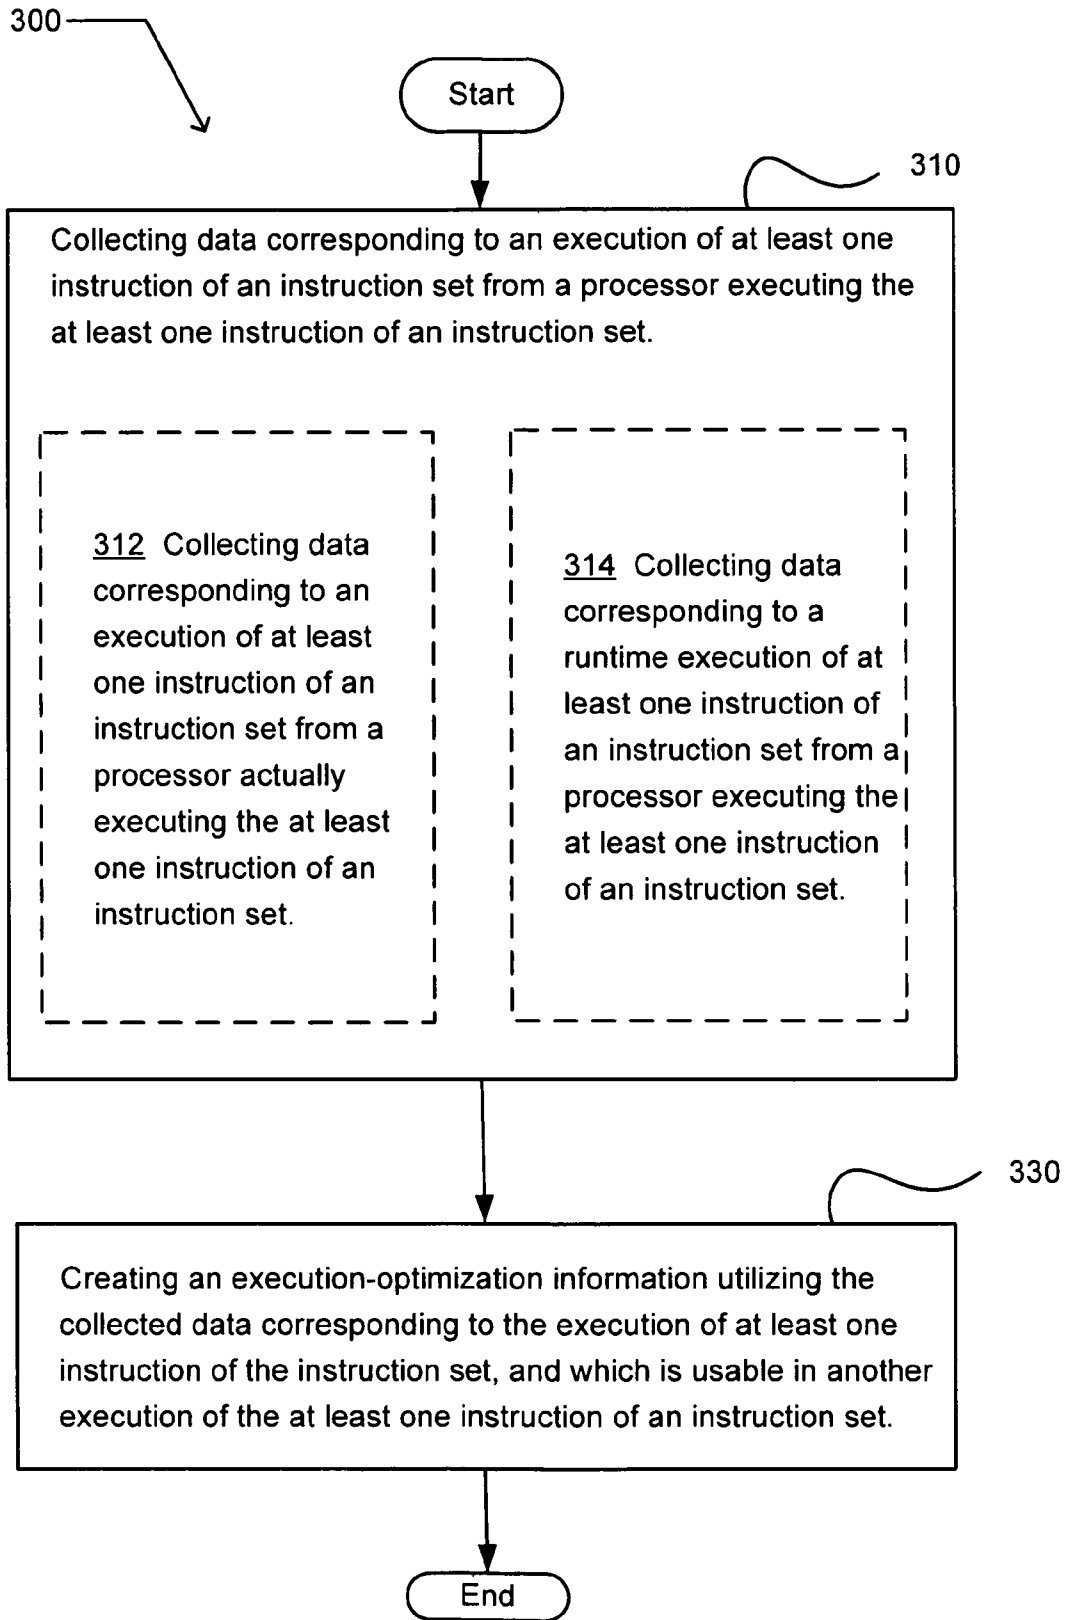 300
Start
310
Collecting data corresponding to an execution of at least one
instruction of an instruction set from a processor executing the
at least one instruction of an instruction set.
312 Collecting data
corresponding to an
execution of at least
one instruction of an
instruction set from a
processor actually
executing the at least
one instruction of an
instruction set.
314 Collecting data
corresponding to a
runtime execution of at
least one instruction of
an instruction set from a
processor executing the
at least one instruction
of an instruction set.
330
Creating an execution-optimization information utilizing the
collected data corresponding to the execution of at least one
instruction of the instruction set, and which is usable in another
execution of the at least one instruction of an instruction set.
End